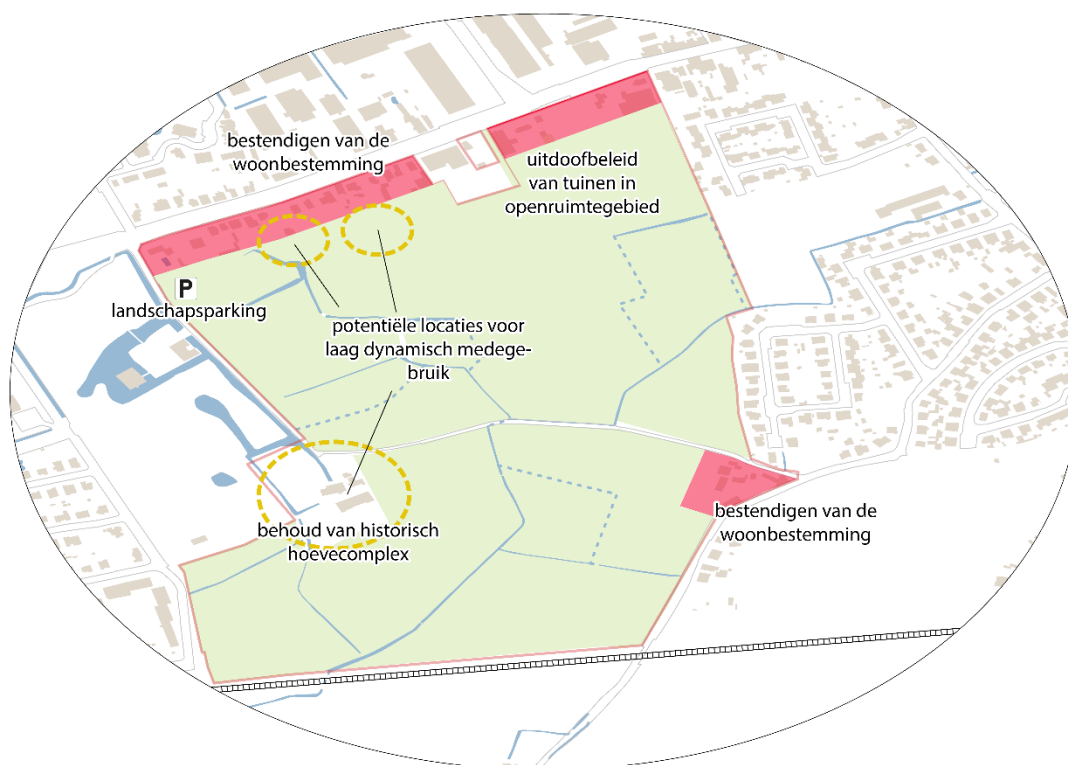 bestendigen van de
woonbestemming
uitdoofbeleid
van tuinen in
openruimtegebied
P
landschapsparking
potentiële locaties voor
laag dynamisch medege-
bruik
behoud van historisch
hoevecomplex
bestendigen van de
woonbestemming